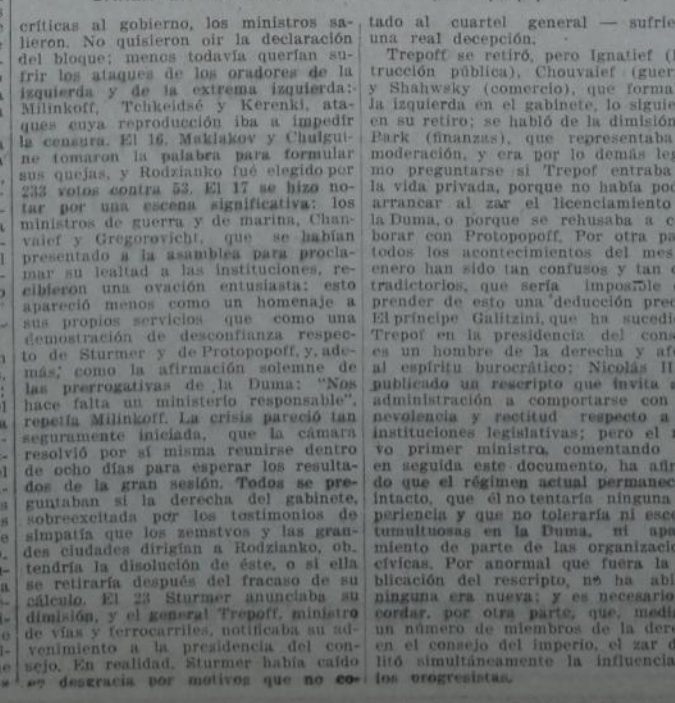 críticas al gobierno, los ministros sa-
lieron. No quisieron oir la declaración
del bloque; menos todavía querían su-
frir los ataques de los oradores de la
izquierda y de la extrema izquierda:
Milinkoff, Tchkeidsé y Kerenki, ata-
ques cuya reproducción iba a impedir
la censura. El 16, Maklakov y Chulgui-
ne tomaron la palabra para formular
sus quejas, y Rodzianko fué elegido por
233 votos contra 53. El 17 se hizo no-
tar por una escena significativa: los
ministros de guerra y de marina, Chan-
vaief y Gregorovicht, que se habían
presentado a la asamblea para procla-
mar su lealtad a las instituciones, re-
cibieron una ovación entusiasta: esto
apareció menos como un homenaje a
sus propios servicios que como una
demostración de desconfianza respec-
to de Sturmer y de Protopopoff, y, ade-
más, como la afirmación solemne de
las prerrogativas de la Duma: "Nos
hace falta un ministerio responsable",
repetía Milinkoff. La crisis pareció tan
seguramente iniciada, que la cámara
resolvió por sí misma reunirse dentro
de ocho días para esperar los resulta-
dos de la gran sesión. Todos se pre-
guntaban si la derecha del gabinete,
sobreexcitada por los testimonios de
simpatía que los zemstvos y las gran-
des ciudades dirigían a Rodzianko, ob-
tendría la disolución de éste, o si ella
se retiraría después del fracaso de su
cálculo. El 23 Sturmer anunciaba su
dimisión, y el general Trepoff, ministro
de vías y ferrocarriles, notificaba su ad-
venimiento a la presidencia del con-
sejo. En realidad, Sturmer había caído
en desgracia por motivos que no co-
tado al cuartel general — sufrie
una real decepción.
Trepoff se retiró, pero Ignatief (
trucción pública), Chouvaief (guer
y Shahwsky (comercio), que forma
la izquierda en el gabinete, lo siguie
en su retiro; se habló de la dimisión
Park (finanzas), que representaba
moderación, y era por lo demás leg
mo preguntarse si Trepof entraba
la vida privada, porque no había pod
arrancar al zar el licenciamiento
la Duma, o porque se rehusaba a c
borar con Protopopoff. Por otra pa
todos los acontecimientos del mes
enero han sido tan confusos y tan c
tradictorios, que sería imposible
prender de esto una deducción prec
El príncipe Galitzini, que ha sucedi
Trepof en la presidencia del cons
es un hombre de la derecha y afe
al espíritu burocrático; Nicolás II
publicado un rescripto que invita a
administración a comportarse con
nevolencia y rectitud respecto a
instituciones legislativas; pero el n
vo primer ministro, comentando
en seguida este documento, ha afir
do que el régimen actual permanec
intacto, que él no tentaría ninguna
periencia y que no toleraría ni esce
tumultuosas en la Duma, ni apa
miento de parte de las organizacio
cívicas. Por anormal que fuera la
blicación del rescripto, no ha abi
ninguna era nueva; y es necesario
cordar, por otra parte, que, media
un número de miembros de la dere
en el consejo del imperio, el zar d
litó simultáneamente la influencia
los progresistas.